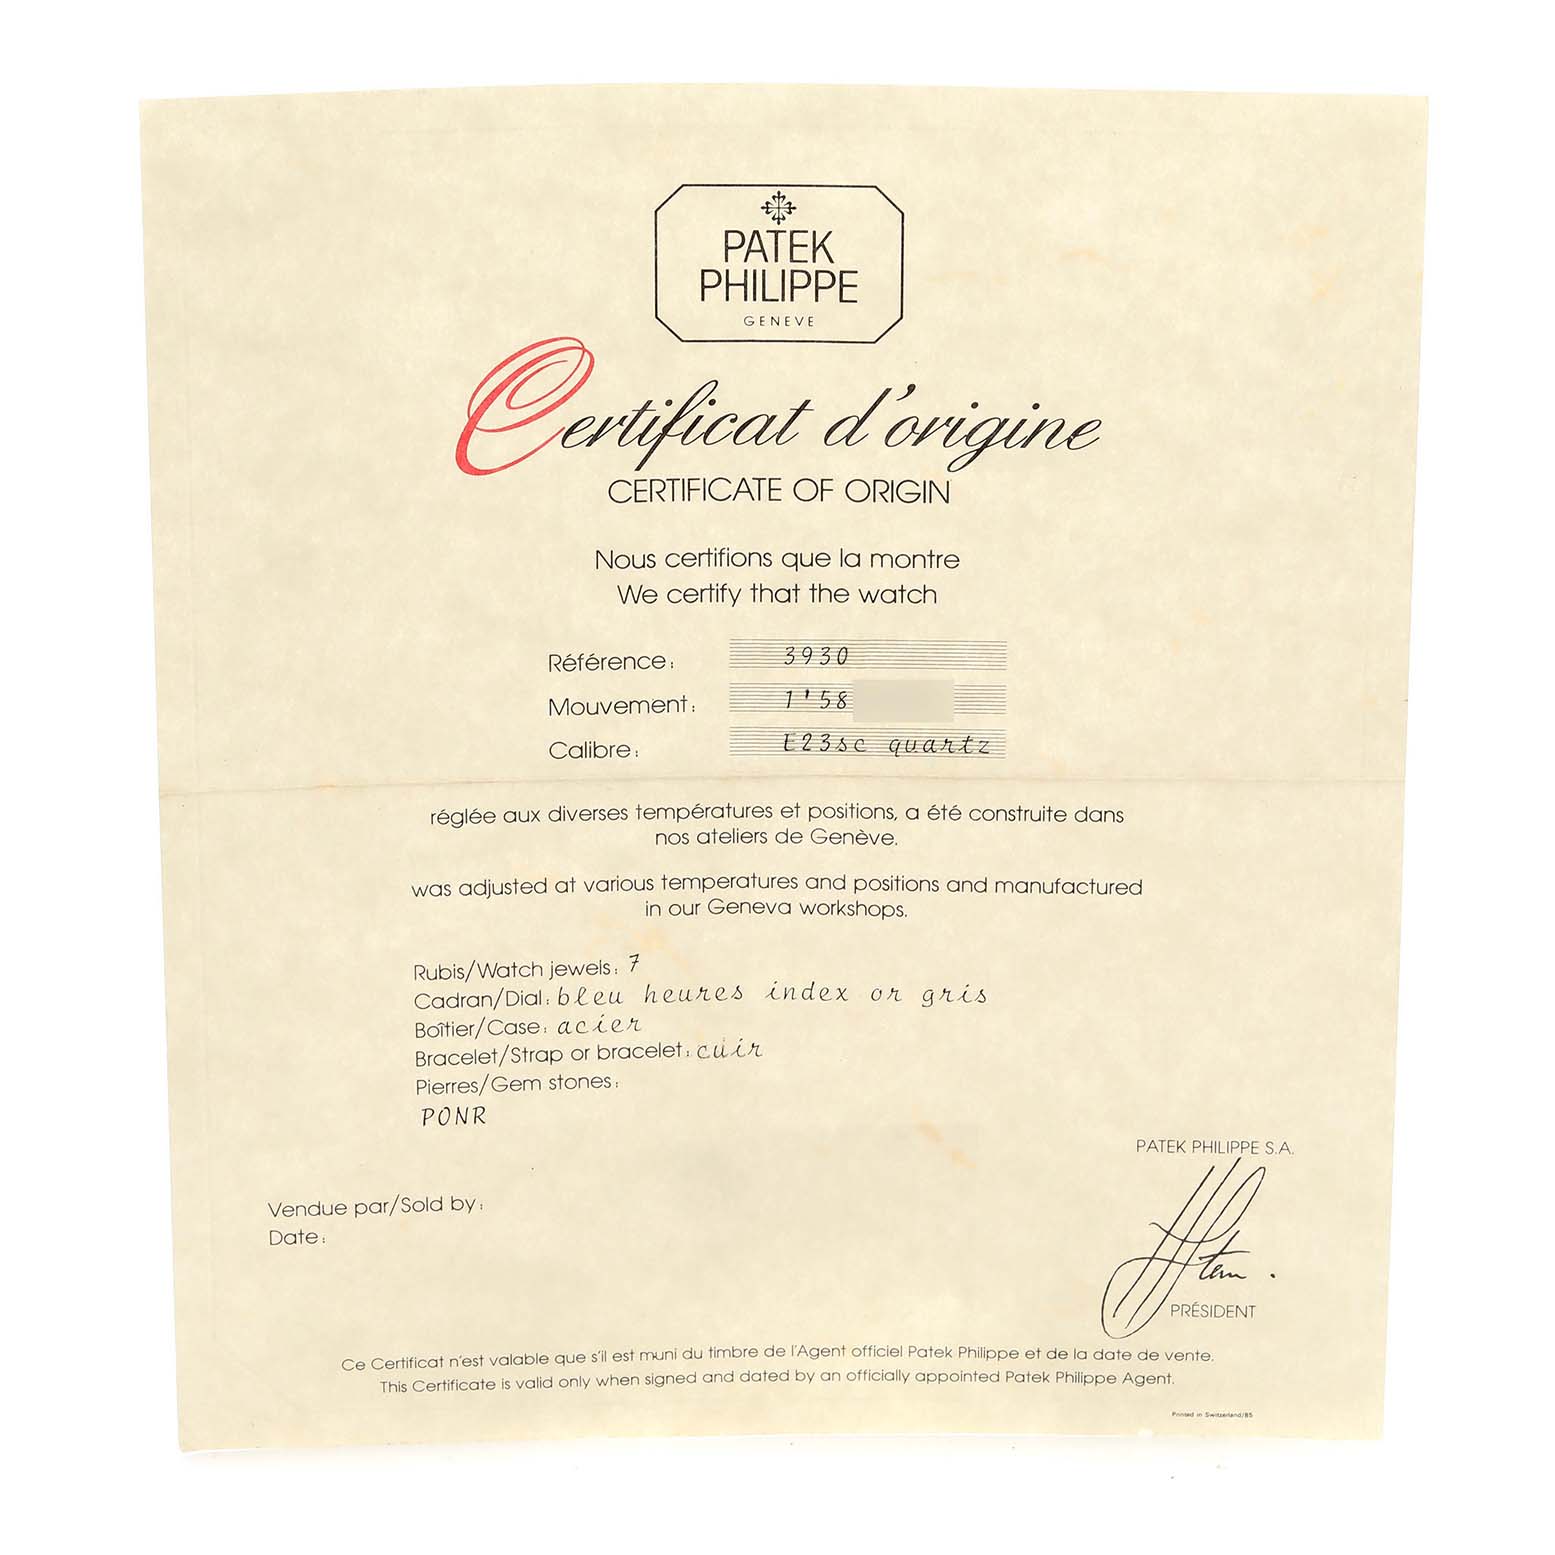 PATEK
PHILIPPE
GENEVE
Certificat d'origine
CERTIFICATE OF ORIGIN
Nous certifions que la montre
We certify that the watch
Référence: 3930
Mouvement: 1'58
Calibre: E23sc quartz
réglée aux diverses températures et positions, a été construite dans
nos ateliers de Genève.
was adjusted at various temperatures and positions and manufactured
in our Geneva workshops.
Rubis/Watch jewels: 7
Cadran/Dial: bleu heures index or gris
Boîtier/Case: acier
Bracelet/Strap or bracelet: cuir
Pierres/Gem stones:
PONR
PATEK PHILIPPE S.A.
Vendue par/Sold by:
Date:
Stern
PRÉSIDENT
Ce Certificat n'est valable que s'il est muni du timbre de l'Agent officiel Patek Philippe et de la date de vente.
This Certificate is valid only when signed and dated by an officially appointed Patek Philippe Agent.
Printed in Switzerland/85